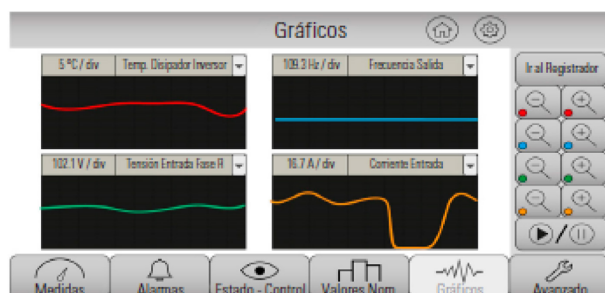 Gráficos
5 ºC / div Temp. Disipador Inversor
109.3 Hz / div Frecuencia Salida
Ir al Registrador
102.1 V / div Tensión Entrada Fase R
16.7 A / div Corriente Entrada
Medidas Alarmas Estado - Control Valores Nom. Gráficos Avanzado